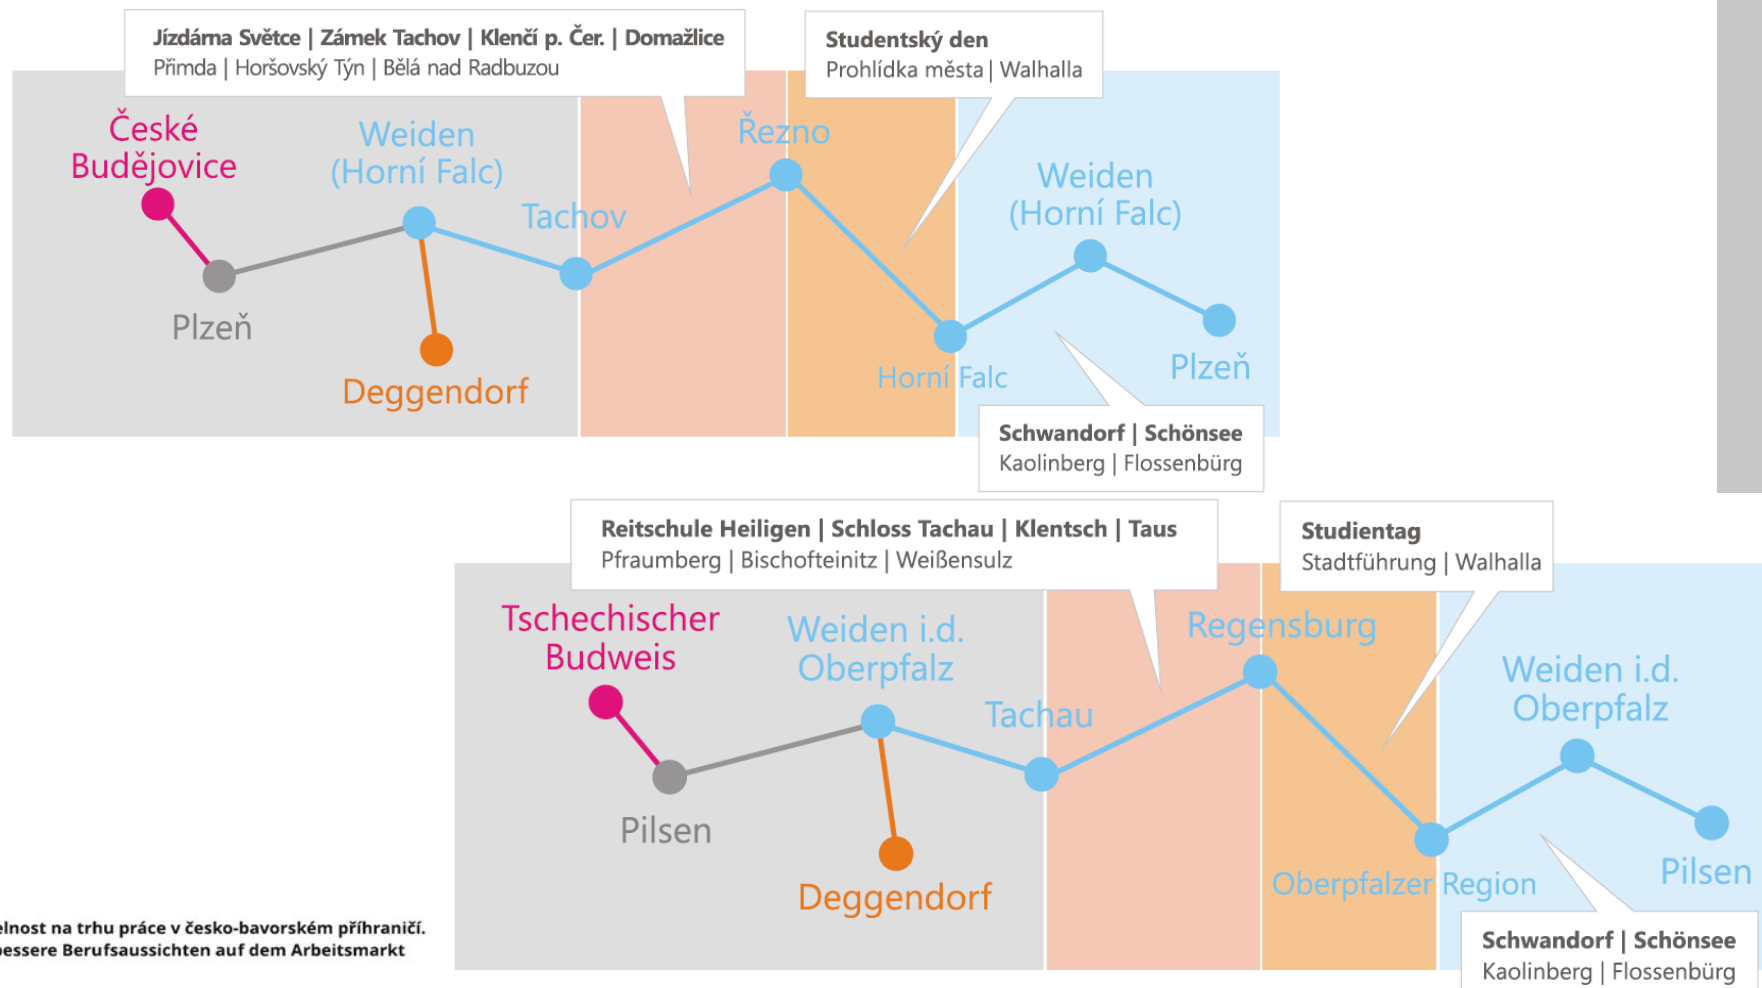 Jízdárna Světce | Zámek Tachov | Klenčí p. Čer. | Domažlice
Přimda | Horšovský Týn | Bělá nad Radbuzou
Studentský den
Prohlídka města | Walhalla
České
Budějovice
Weiden
(Horní Falc)
Tachov
Řezno
Weiden
(Horní Falc)
Plzeň
Deggendorf
Horní Falc
Plzeň
Schwandorf | Schönsee
Kaolinberg | Flossenbürg
Reitschule Heiligen | Schloss Tachau | Klentsch | Taus
Pfraumberg | Bischofteinitz | Weißensulz
Studientag
Stadtführung | Walhalla
Tschechischer
Budweis
Weiden i.d.
Oberpfalz
Tachau
Regensburg
Weiden i.d.
Oberpfalz
Pilsen
Deggendorf
Oberpfalzer Region
Pilsen
Schwandorf | Schönsee
Kaolinberg | Flossenbürg
elnost na trhu práce v česko-bavorském příhraničí.
bessere Berufsaussichten auf dem Arbeitsmarkt